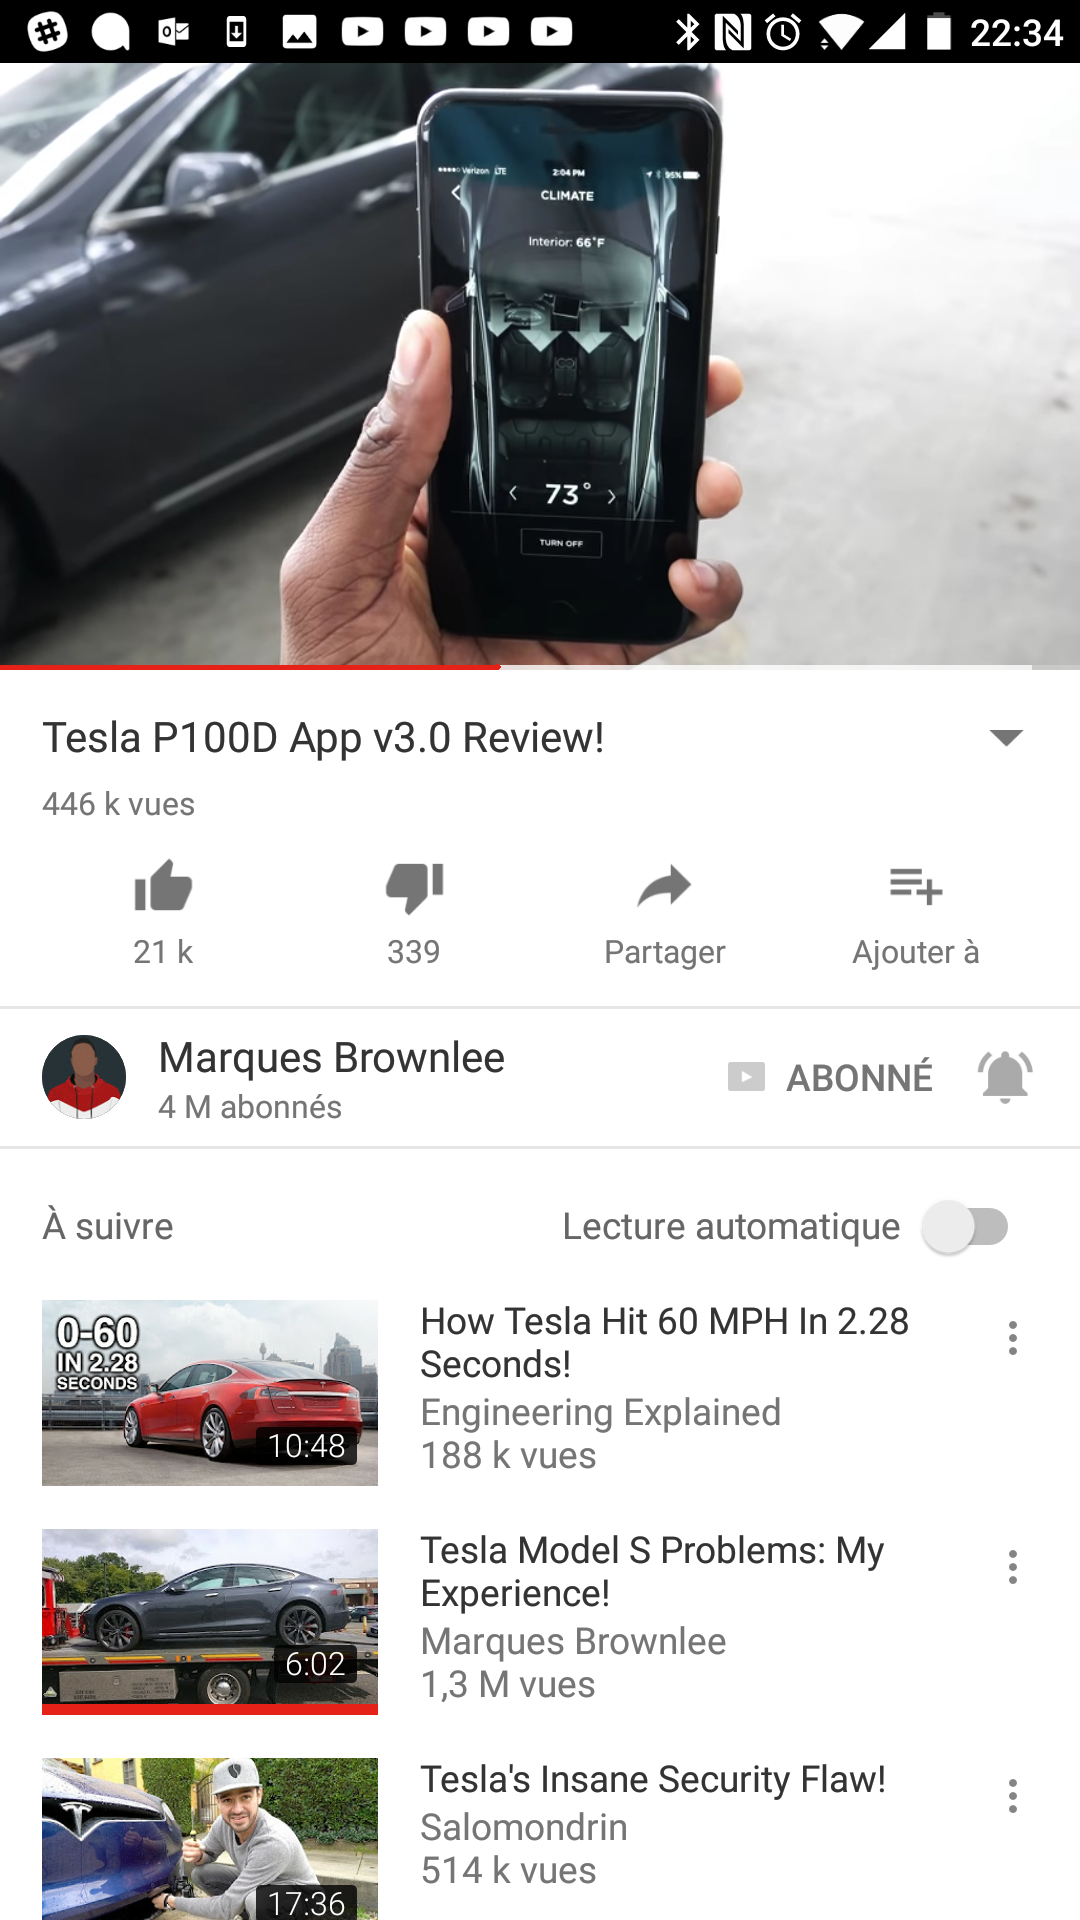 22:34
Verizon LTE 2:04 PM 95%
CLIMATE
Interior: 66°F
73°
TURN OFF
Tesla P100D App v3.0 Review!
446 k vues
21 k 339 Partager Ajouter à
Marques Brownlee
4 M abonnés
ABONNÉ
À suivre Lecture automatique
0-60
IN 2.28
SECONDS
10:48
How Tesla Hit 60 MPH In 2.28
Seconds!
Engineering Explained
188 k vues
6:02
Tesla Model S Problems: My
Experience!
Marques Brownlee
1,3 M vues
17:36
Tesla's Insane Security Flaw!
Salomondrin
514 k vues